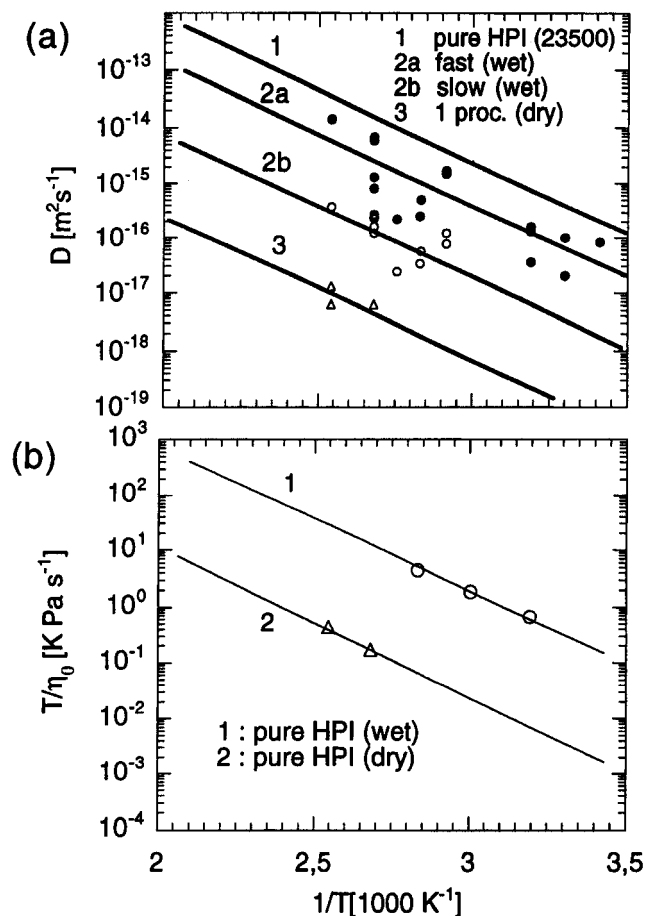 (a)
1 pure HPI (23500)
2a fast (wet)
2b slow (wet)
3 1 proc. (dry)
1
2a
2b
3
10⁻¹³
10⁻¹⁴
10⁻¹⁵
10⁻¹⁶
10⁻¹⁷
10⁻¹⁸
10⁻¹⁹
D [m²s⁻¹]
(b)
10³
10²
10¹
10⁰
10⁻¹
10⁻²
10⁻³
10⁻⁴
T/η₀ [K Pa s⁻¹]
1
2
1 : pure HPI (wet)
2 : pure HPI (dry)
2 2,5 3 3,5
1/T[1000 K⁻¹]